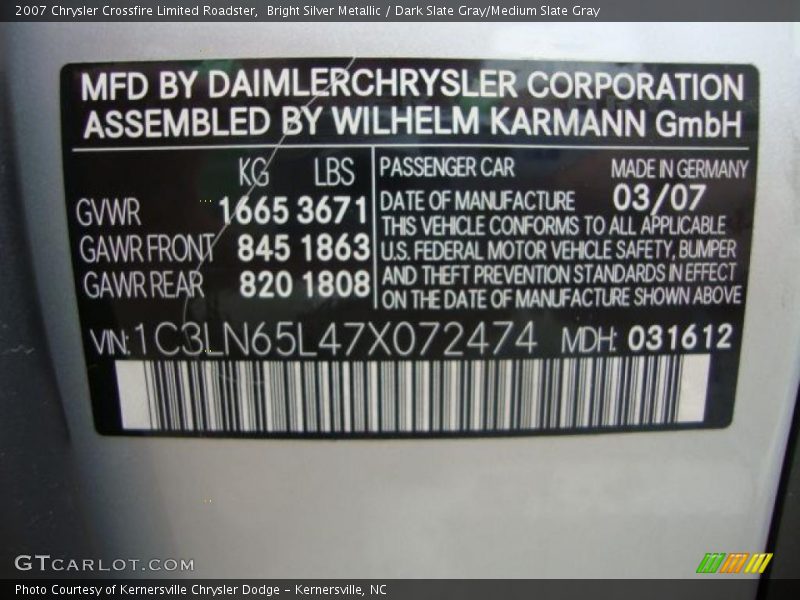 2007 Chrysler Crossfire Limited Roadster, Bright Silver Metallic / Dark Slate Gray/Medium Slate Gray
MFD BY DAIMLERCHRYSLER CORPORATION
ASSEMBLED BY WILHELM KARMANN GmbH
KG LBS
GVWR 1665 3671
GAWR FRONT 845 1863
GAWR REAR 820 1808
PASSENGER CAR MADE IN GERMANY
DATE OF MANUFACTURE 03/07
THIS VEHICLE CONFORMS TO ALL APPLICABLE
U.S. FEDERAL MOTOR VEHICLE SAFETY, BUMPER
AND THEFT PREVENTION STANDARDS IN EFFECT
ON THE DATE OF MANUFACTURE SHOWN ABOVE
VIN: 1C3LN65L47X072474 MDH: 031612
GTCARLOT.COM
Photo Courtesy of Kernersville Chrysler Dodge - Kernersville, NC